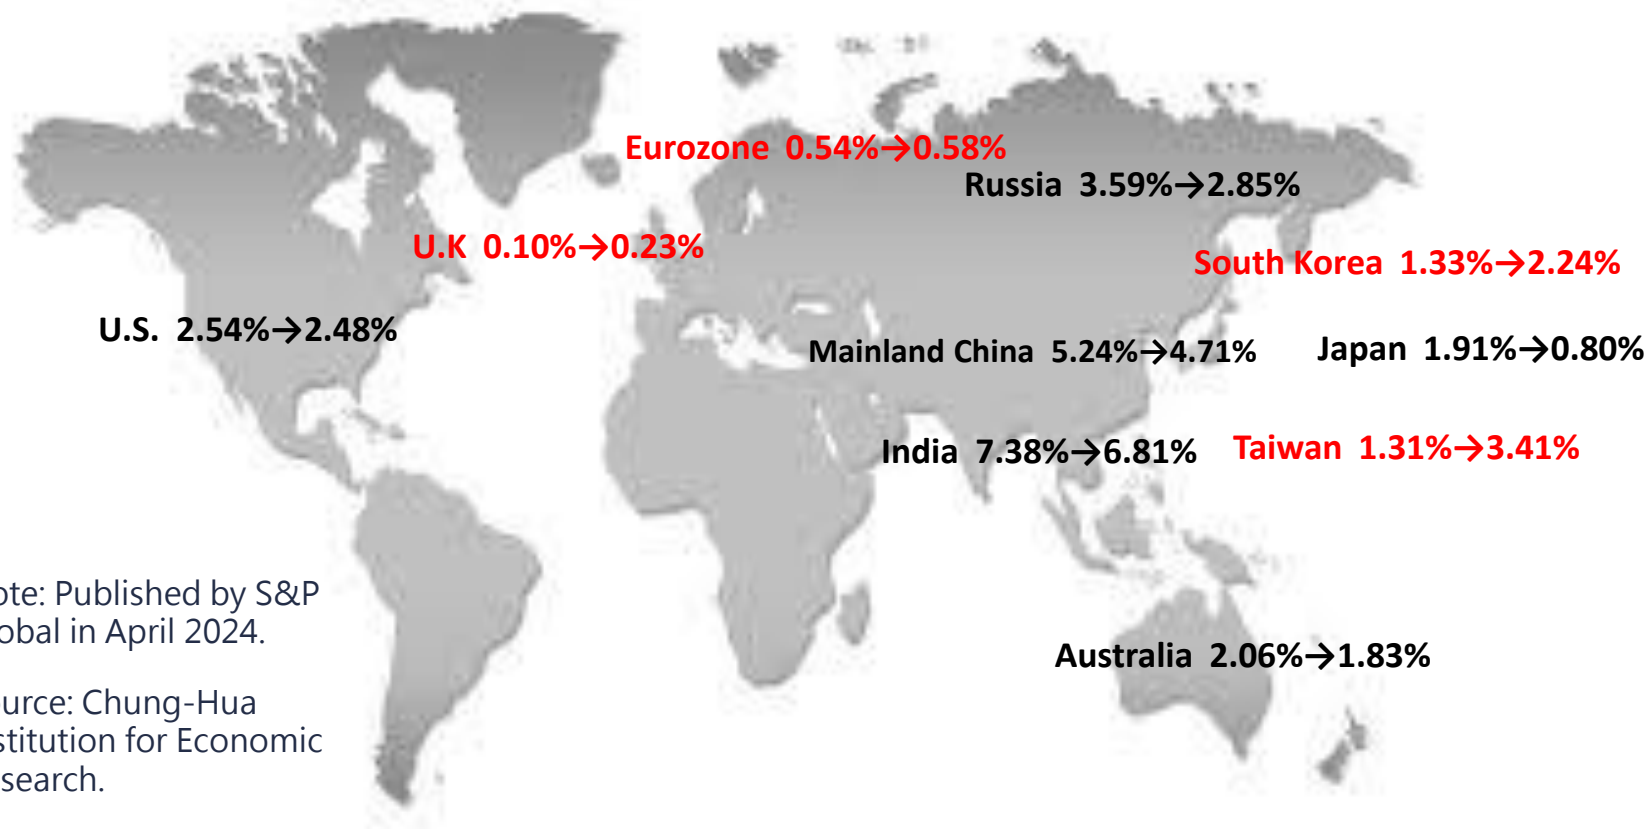 Eurozone 0.54%→0.58%
Russia 3.59%→2.85%
U.K 0.10%→0.23%
South Korea 1.33%→2.24%
U.S. 2.54%→2.48%
Mainland China 5.24%→4.71%
Japan 1.91%→0.80%
India 7.38%→6.81%
Taiwan 1.31%→3.41%
ote: Published by S&P
obal in April 2024.
Australia 2.06%→1.83%
urce: Chung-Hua
stitution for Economic
search.